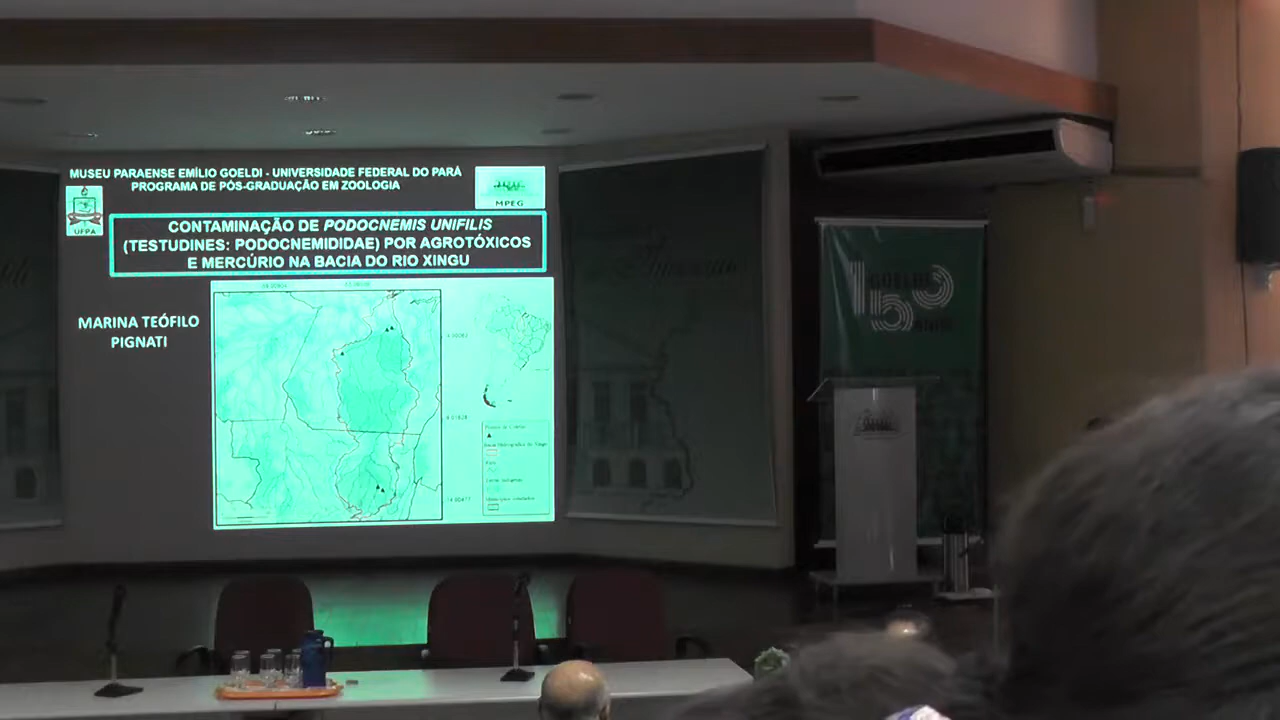 MUSEU PARAENSE EMÍLIO GOELDI - UNIVERSIDADE FEDERAL DO PARÁ
PROGRAMA DE PÓS-GRADUAÇÃO EM ZOOLOGIA
UFPA
MPEG
CONTAMINAÇÃO DE PODOCNEMIS UNIFILIS
(TESTUDINES: PODOCNEMIDIDAE) POR AGROTÓXICOS
E MERCÚRIO NA BACIA DO RIO XINGU
MARINA TEÓFILO
PIGNATI
150
GOELDI
ANOS